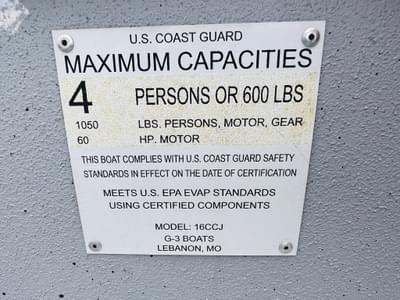 U.S. COAST GUARD
MAXIMUM CAPACITIES
4 PERSONS OR 600 LBS
1050 LBS. PERSONS, MOTOR, GEAR
60 HP. MOTOR
THIS BOAT COMPLIES WITH U.S. COAST GUARD SAFETY
STANDARDS IN EFFECT ON THE DATE OF CERTIFICATION
MEETS U.S. EPA EVAP STANDARDS
USING CERTIFIED COMPONENTS
MODEL: 16CCJ
G-3 BOATS
LEBANON, MO